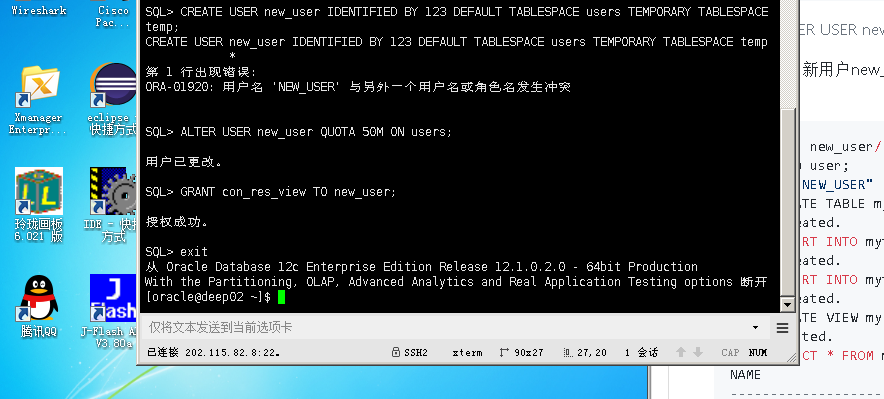 Wireshark
Cisco
Pac...
Xmanager
Enterpr...
eclipse -
快捷方式
玲珑画板
6.021 版
IDE - 快捷
方式
腾讯QQ
J-Flash A
V3.80a
SQL> CREATE USER new_user IDENTIFIED BY 123 DEFAULT TABLESPACE users TEMPORARY TABLESPACE
temp;
CREATE USER new_user IDENTIFIED BY 123 DEFAULT TABLESPACE users TEMPORARY TABLESPACE temp
*
第 1 行出现错误:
ORA-01920: 用户名 'NEW_USER' 与另外一个用户名或角色名发生冲突
SQL> ALTER USER new_user QUOTA 50M ON users;
用户已更改。
SQL> GRANT con_res_view TO new_user;
授权成功。
SQL> exit
从 Oracle Database 12c Enterprise Edition Release 12.1.0.2.0 - 64bit Production
With the Partitioning, OLAP, Advanced Analytics and Real Application Testing options 断开
[oracle@deep02 ~]$
仅将文本发送到当前选项卡
已连接 202.115.82.8:22。 SSH2 xterm 90x27 27,20 1 会话 CAP NUM
ER USER new
新用户new_
new_user/
user;
NEW_USER"
TE TABLE m
eated.
RT INTO my
eated.
RT INTO my
eated.
TE VIEW my
ted.
CT * FROM m
NAME
--------------------